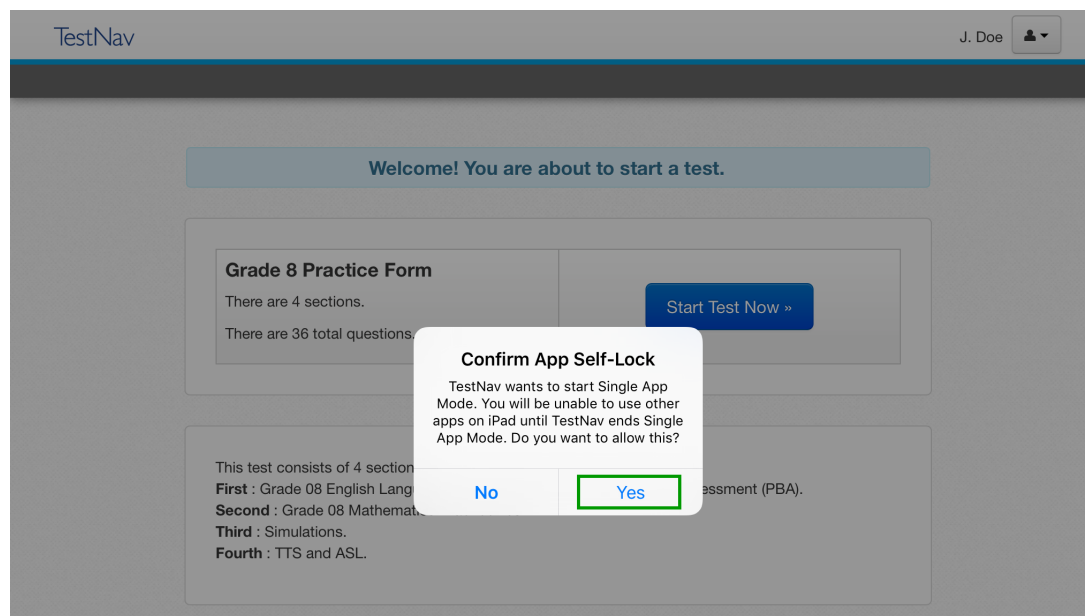 TestNav
J. Doe
Welcome! You are about to start a test.
Grade 8 Practice Form
There are 4 sections.
There are 36 total questions.
Start Test Now »
Confirm App Self-Lock
TestNav wants to start Single App
Mode. You will be unable to use other
apps on iPad until TestNav ends Single
App Mode. Do you want to allow this?
No
Yes
This test consists of 4 section
First : Grade 08 English Lang
essment (PBA).
Second : Grade 08 Mathemat
Third : Simulations.
Fourth : TTS and ASL.